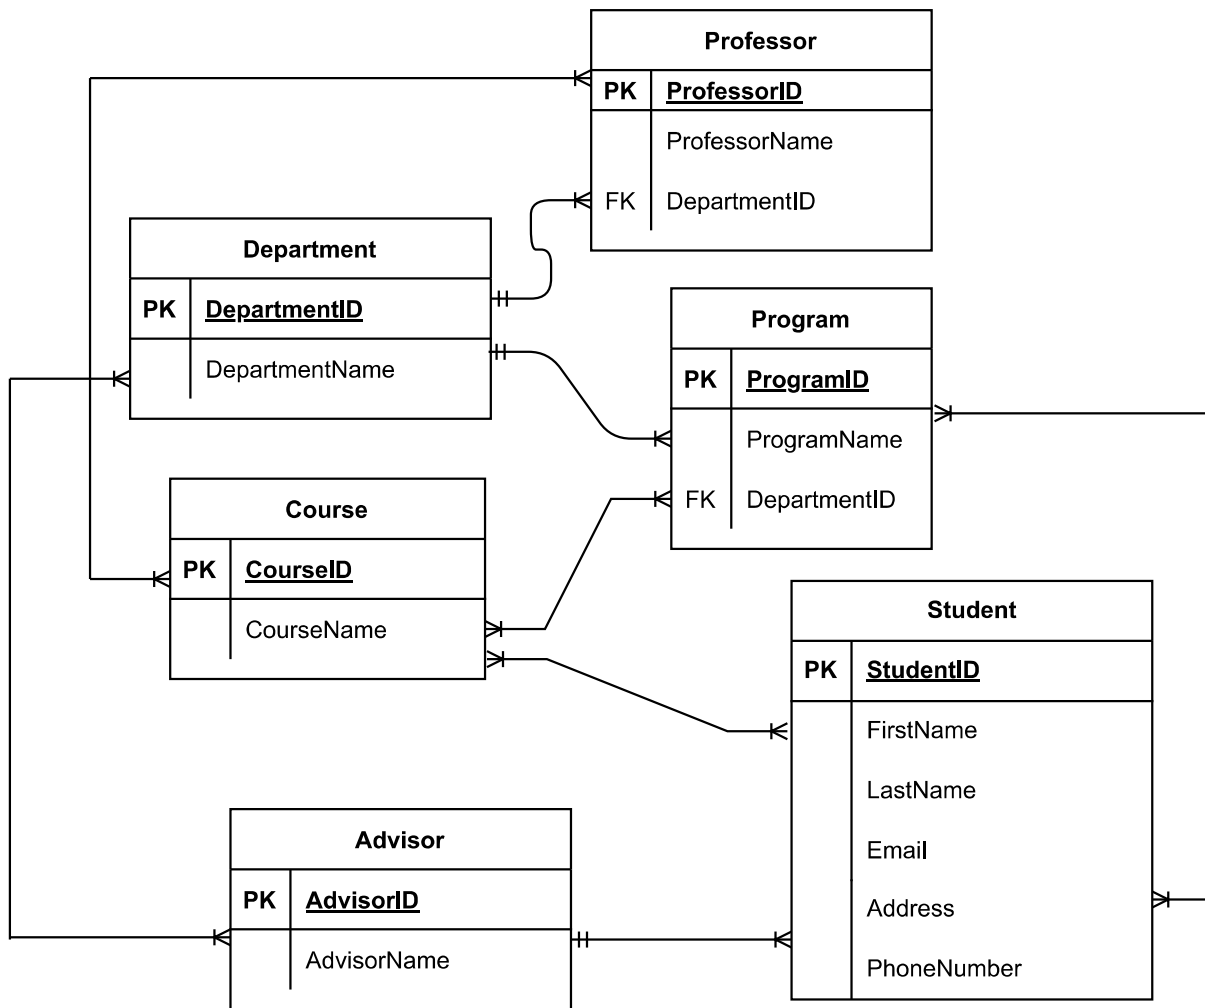 Professor
PK ProfessorID
ProfessorName
FK DepartmentID
Department
PK DepartmentID
DepartmentName
Program
PK ProgramID
ProgramName
FK DepartmentID
Course
PK CourseID
CourseName
Student
PK StudentID
FirstName
LastName
Email
Address
PhoneNumber
Advisor
PK AdvisorID
AdvisorName